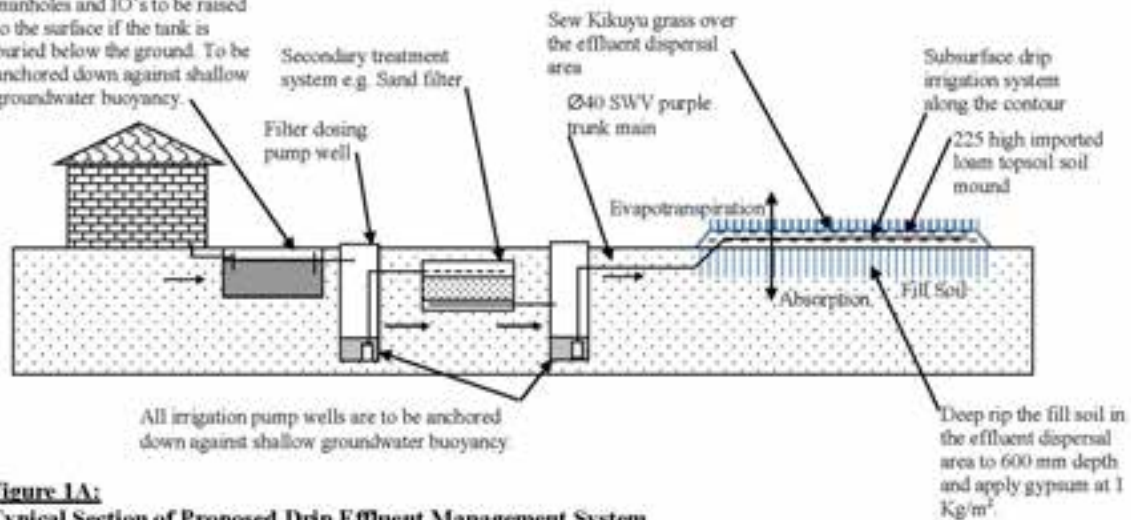 manholes and IO's to be raised
to the surface if the tank is
buried below the ground. To be
anchored down against shallow
groundwater buoyancy.
Secondary treatment
system e.g. Sand filter
Filter dosing
pump well
Sew Kikuyu grass over
the effluent dispersal
area
Ø40 SWV purple
trunk main
Subsurface drip
irrigation system
along the contour
225 high imported
loam topsoil soil
mound
Evapotranspiration
Absorption
Fill Soil
All irrigation pump wells are to be anchored
down against shallow groundwater buoyancy.
Deep rip the fill soil in
the effluent dispersal
area to 600 mm depth
and apply gypsum at 1
Kg/m².
Figure 1A:
Typical Section of Proposed Drip Effluent Management System